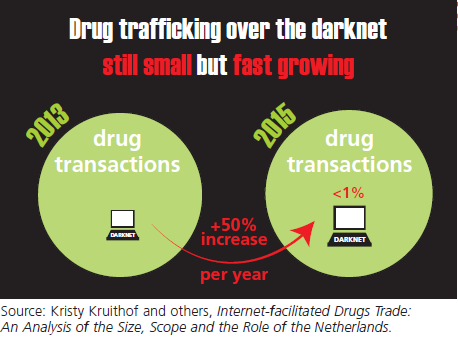 Drug trafficking over the darknet
still small but fast growing
2013
drug
transactions
DARKNET
+50%
increase
per year
2015
drug
transactions
<1%
DARKNET
Source: Kristy Kruithof and others, Internet-facilitated Drugs Trade:
An Analysis of the Size, Scope and the Role of the Netherlands.